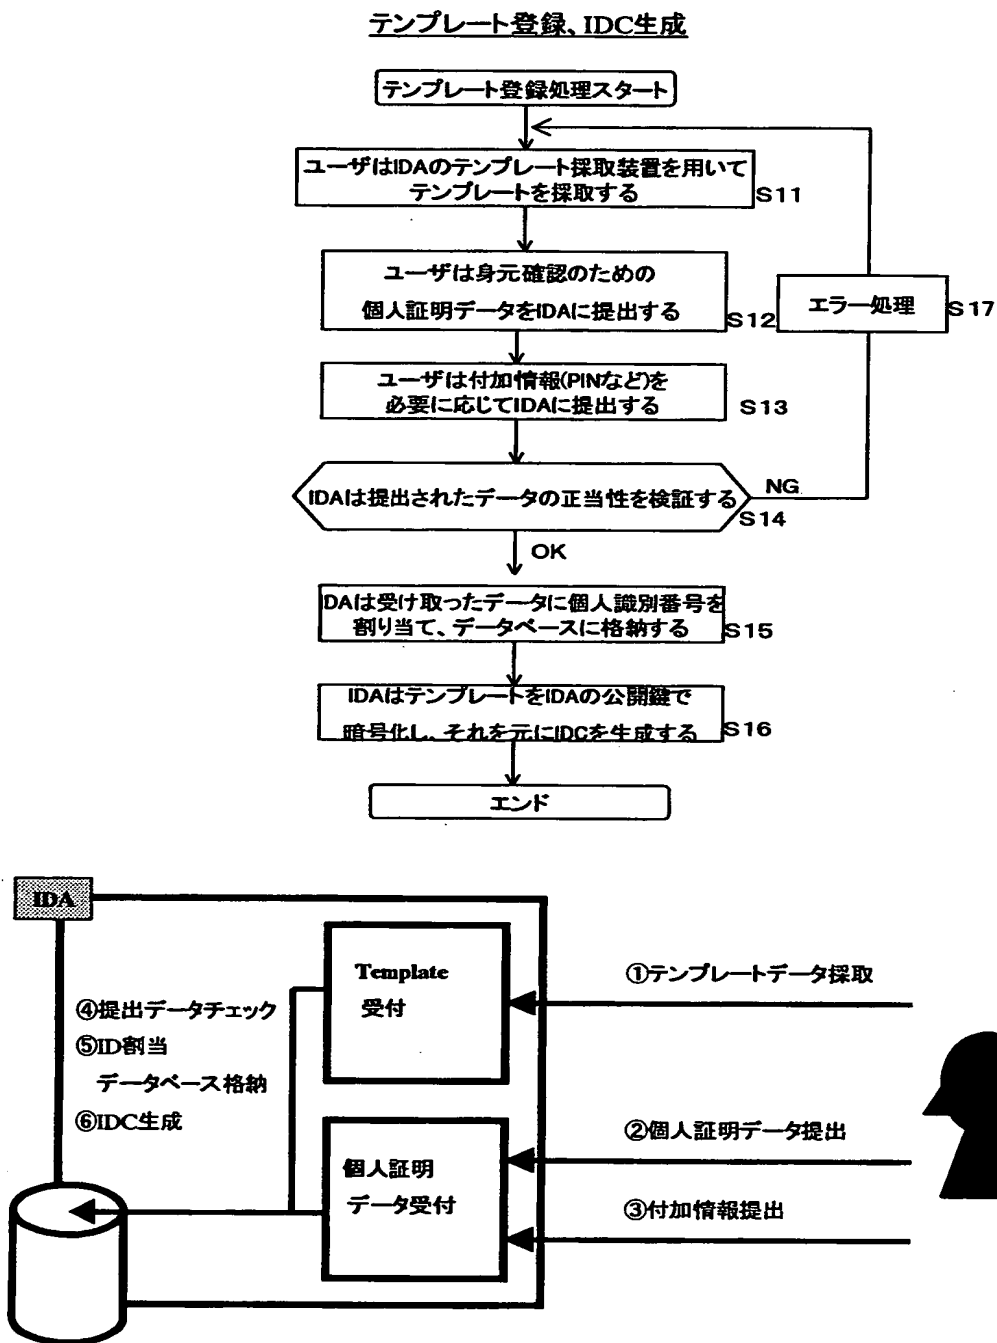 テンプレート登録、IDC生成
テンプレート登録処理スタート
ユーザはIDAのテンプレート採取装置を用いて
テンプレートを採取する
S11
ユーザは身元確認のための
個人証明データをIDAに提出する
S12
エラー処理
S17
ユーザは付加情報(PINなど)を
必要に応じてIDAに提出する
S13
IDAは提出されたデータの正当性を検証する
NG
S14
OK
IDAは受け取ったデータに個人識別番号を
割り当て、データベースに格納する
S15
IDAはテンプレートをIDAの公開鍵で
暗号化し、それを元にIDCを生成する
S16
エンド
IDA
Template
受付
①テンプレートデータ採取
④提出データチェック
⑤ID割当
データベース格納
⑥IDC生成
②個人証明データ提出
個人証明
データ受付
③付加情報提出